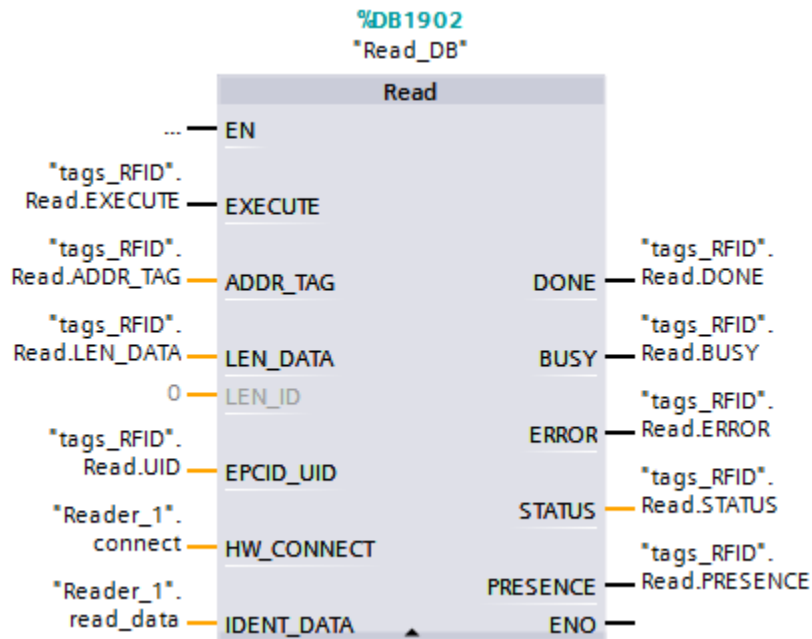 %DB1902
"Read_DB"
Read
... EN
"tags_RFID".
Read.EXECUTE EXECUTE
"tags_RFID".
Read.ADDR_TAG ADDR_TAG
"tags_RFID".
Read.LEN_DATA LEN_DATA
0 LEN_ID
"tags_RFID".
Read.UID EPCID_UID
"Reader_1".
connect HW_CONNECT
"Reader_1".
read_data IDENT_DATA
"tags_RFID".
DONE Read.DONE
"tags_RFID".
BUSY Read.BUSY
"tags_RFID".
ERROR Read.ERROR
"tags_RFID".
STATUS Read.STATUS
"tags_RFID".
PRESENCE Read.PRESENCE
ENO